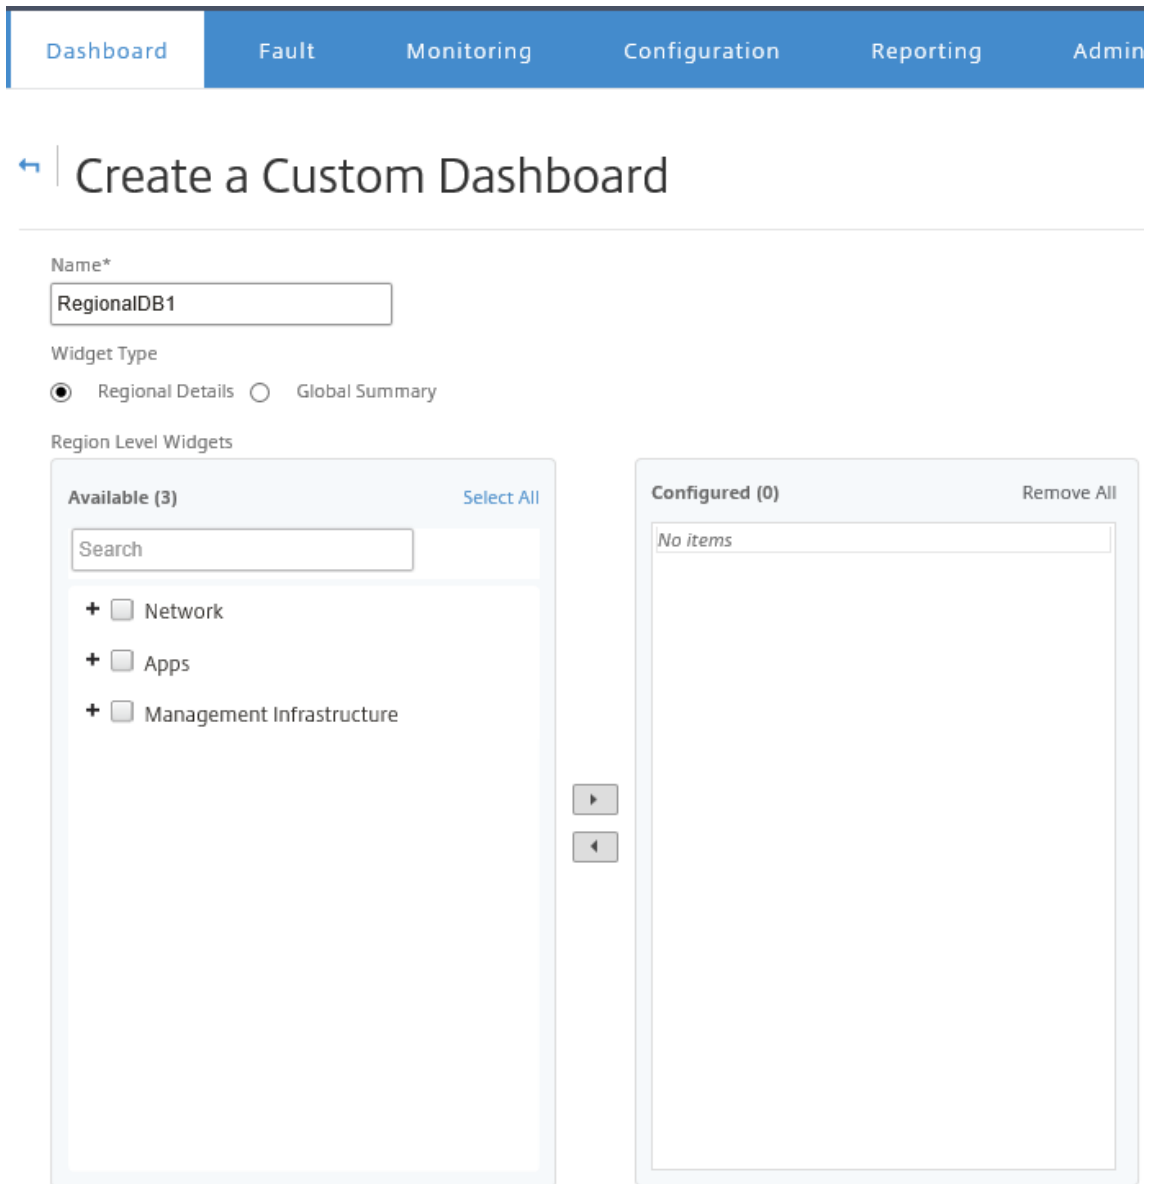 Dashboard Fault Monitoring Configuration Reporting Admin
Create a Custom Dashboard
Name*
RegionalDB1
Widget Type
Regional Details Global Summary
Region Level Widgets
Available (3) Select All
Search
Network
Apps
Management Infrastructure
Configured (0) Remove All
No items